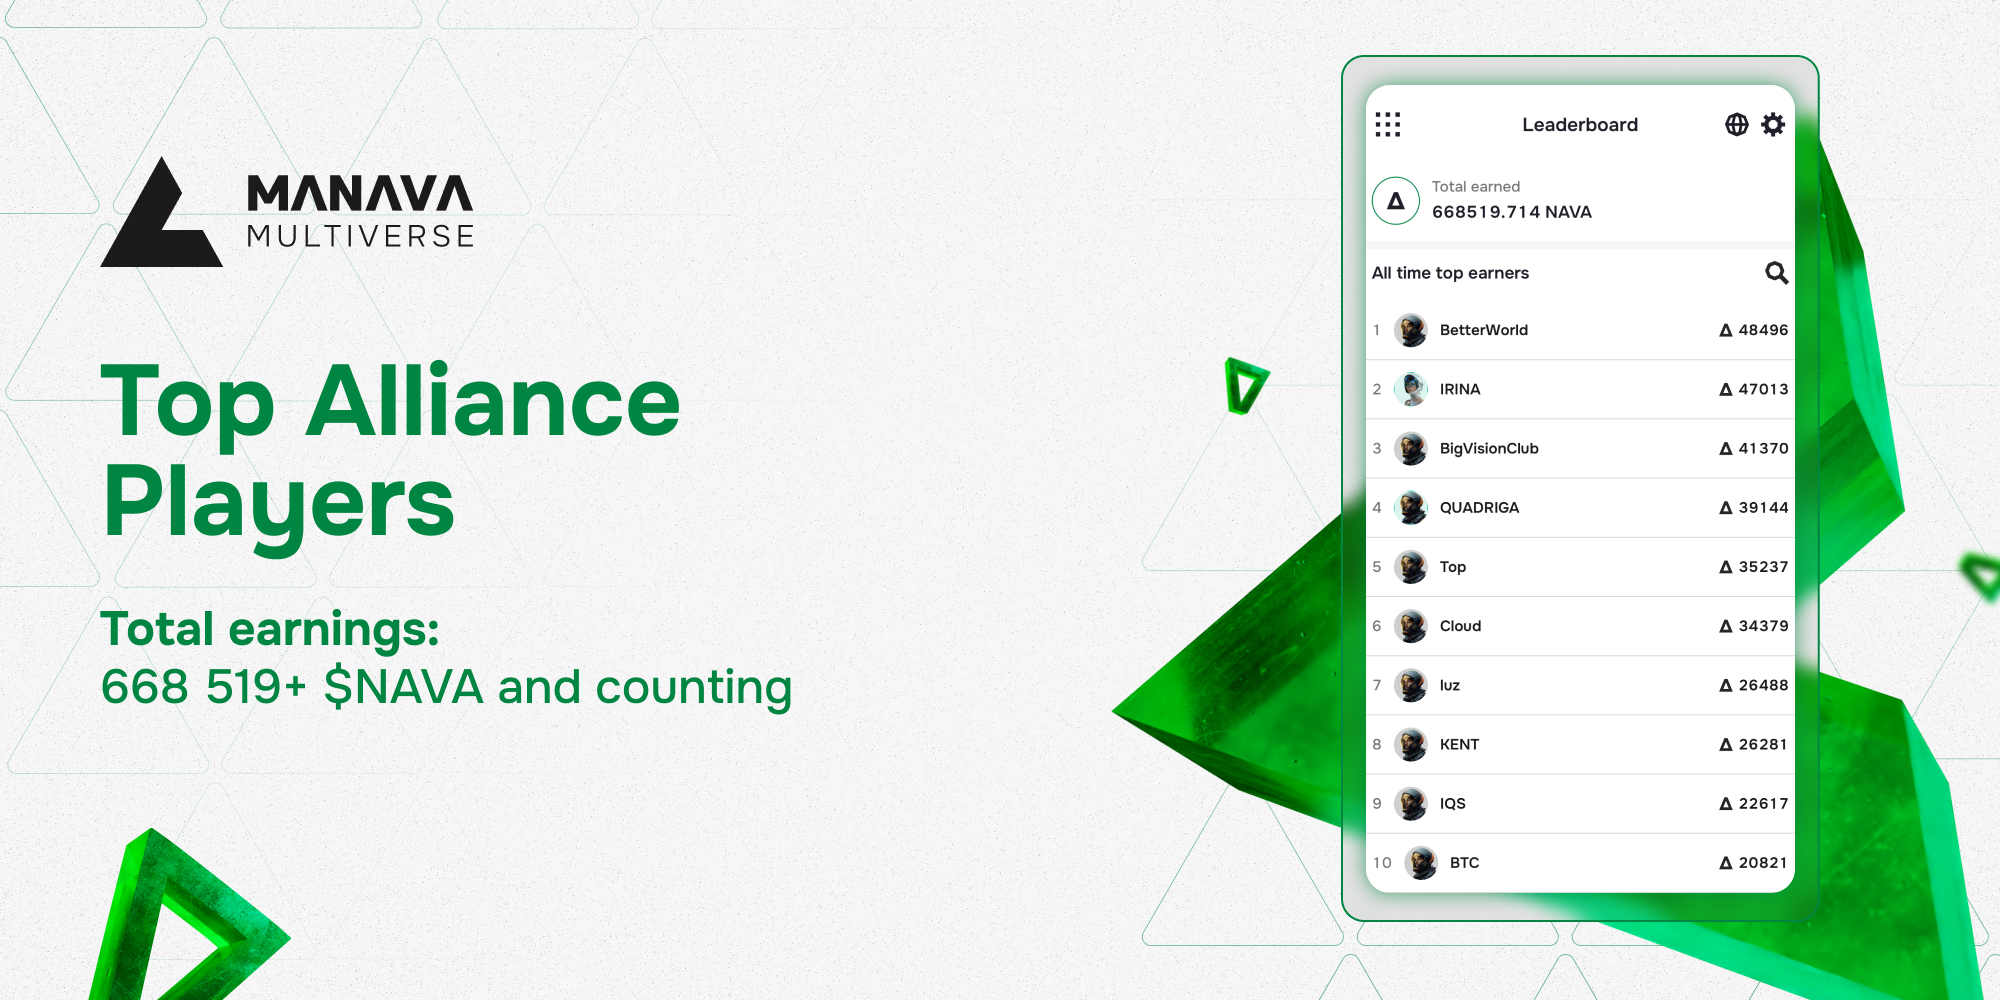 MANAVA
MULTIVERSE
Top Alliance
Players
Total earnings:
668 519+ $NAVA and counting
Leaderboard
Total earned
668519.714 NAVA
All time top earners
1 BetterWorld 48496
2 IRINA 47013
3 BigVisionClub 41370
4 QUADRIGA 39144
5 Top 35237
6 Cloud 34379
7 luz 26488
8 KENT 26281
9 IQS 22617
10 BTC 20821